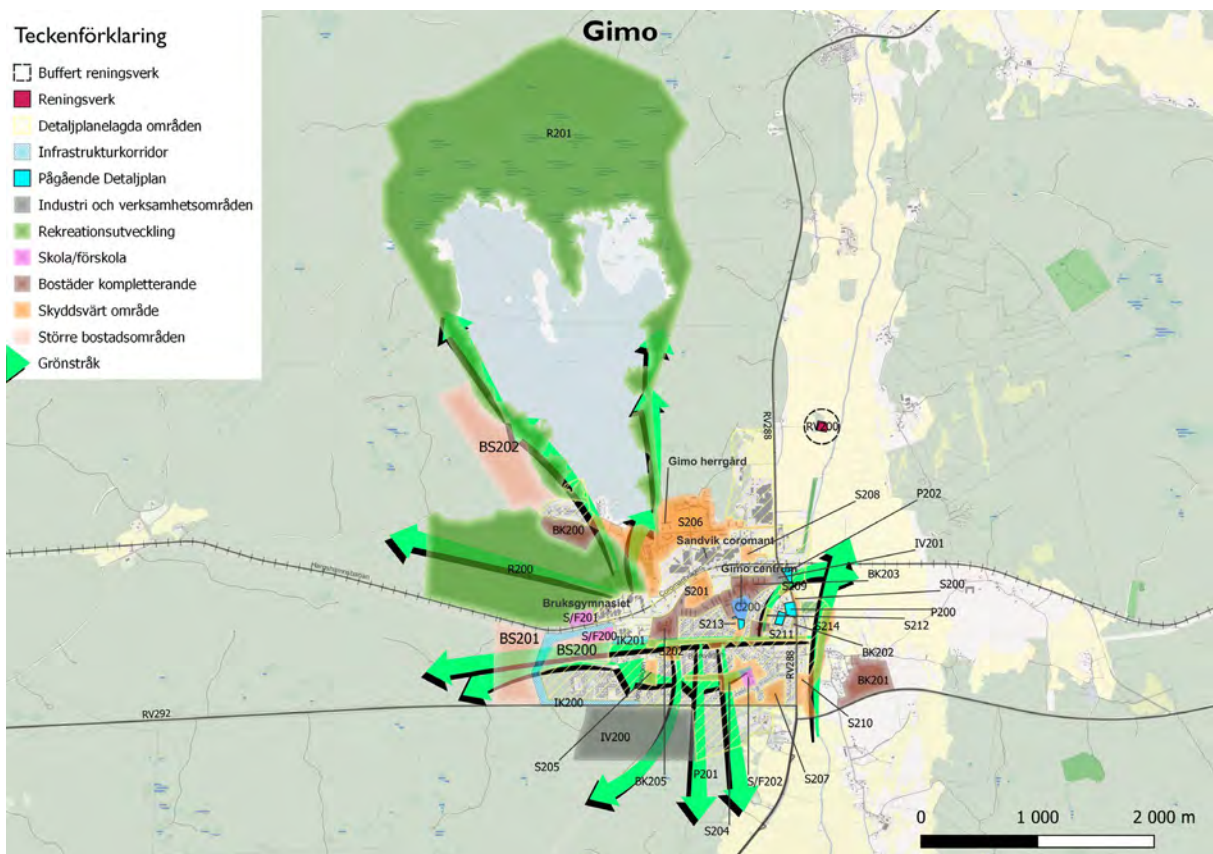 Gimo
Teckenförklaring
Buffert reningsverk
Reningsverk
Detaljplanelagda områden
Infrastrukturkorridor
Pågående Detaljplan
Industri och verksamhetsområden
Rekreationsutveckling
Skola/förskola
Bostäder kompletterande
Skyddsvärt område
Större bostadsområden
Grönstråk
R201
RV288
RV200
BS202
Gimo herrgård
S208
P202
BK200
S206
Sandvik coromant
IV201
R200
Gimo centrum
BK203
S209
S200
Bruksgymnasiet
S201
C200
P200
S/F201
S213
S211
S214
S212
BS201
S/F200
IK201
BS200
S202
BK202
RV288
BK201
IK200
RV292
S210
IV200
S205
BK205
P201
S/F202
S207
S204
0
1 000
2 000 m